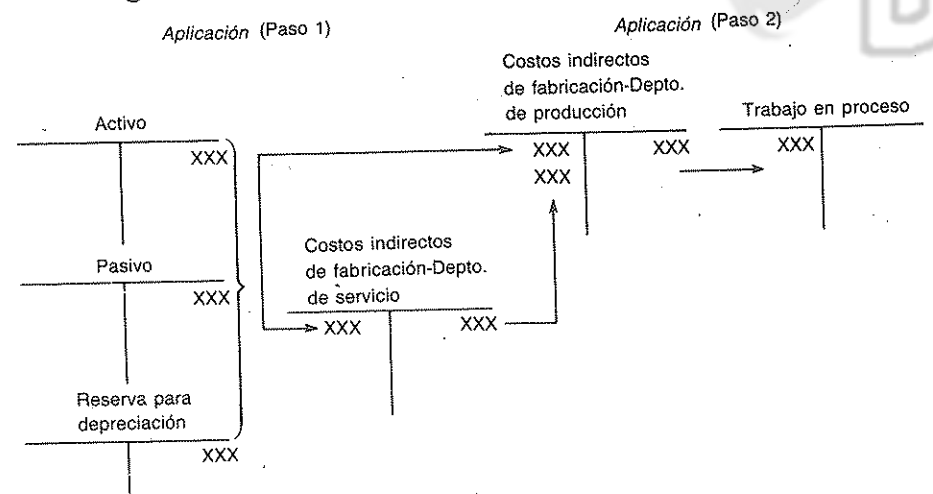 Aplicación (Paso 1)
Aplicación (Paso 2)
Costos indirectos
de fabricación-Depto.
de producción
Trabajo en proceso
Activo
XXX
XXX
XXX
XXX
XXX
Costos indirectos
de fabricación-Depto.
de servicio
Pasivo
XXX
XXX
XXX
Reserva para
depreciación
XXX